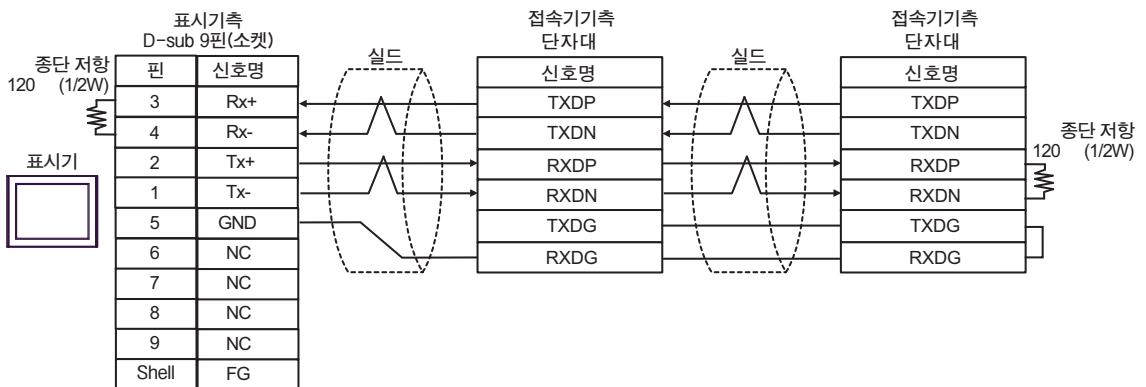 표시기측
D-sub 9핀(소켓)
종단 저항
120 (1/2W)
표시기
핀 신호명
3 Rx+
4 Rx-
2 Tx+
1 Tx-
5 GND
6 NC
7 NC
8 NC
9 NC
Shell FG
실드
접속기기측
단자대
신호명
TXDP
TXDN
RXDP
RXDN
TXDG
RXDG
실드
접속기기측
단자대
신호명
TXDP
TXDN
RXDP
RXDN
TXDG
RXDG
종단 저항
120 (1/2W)